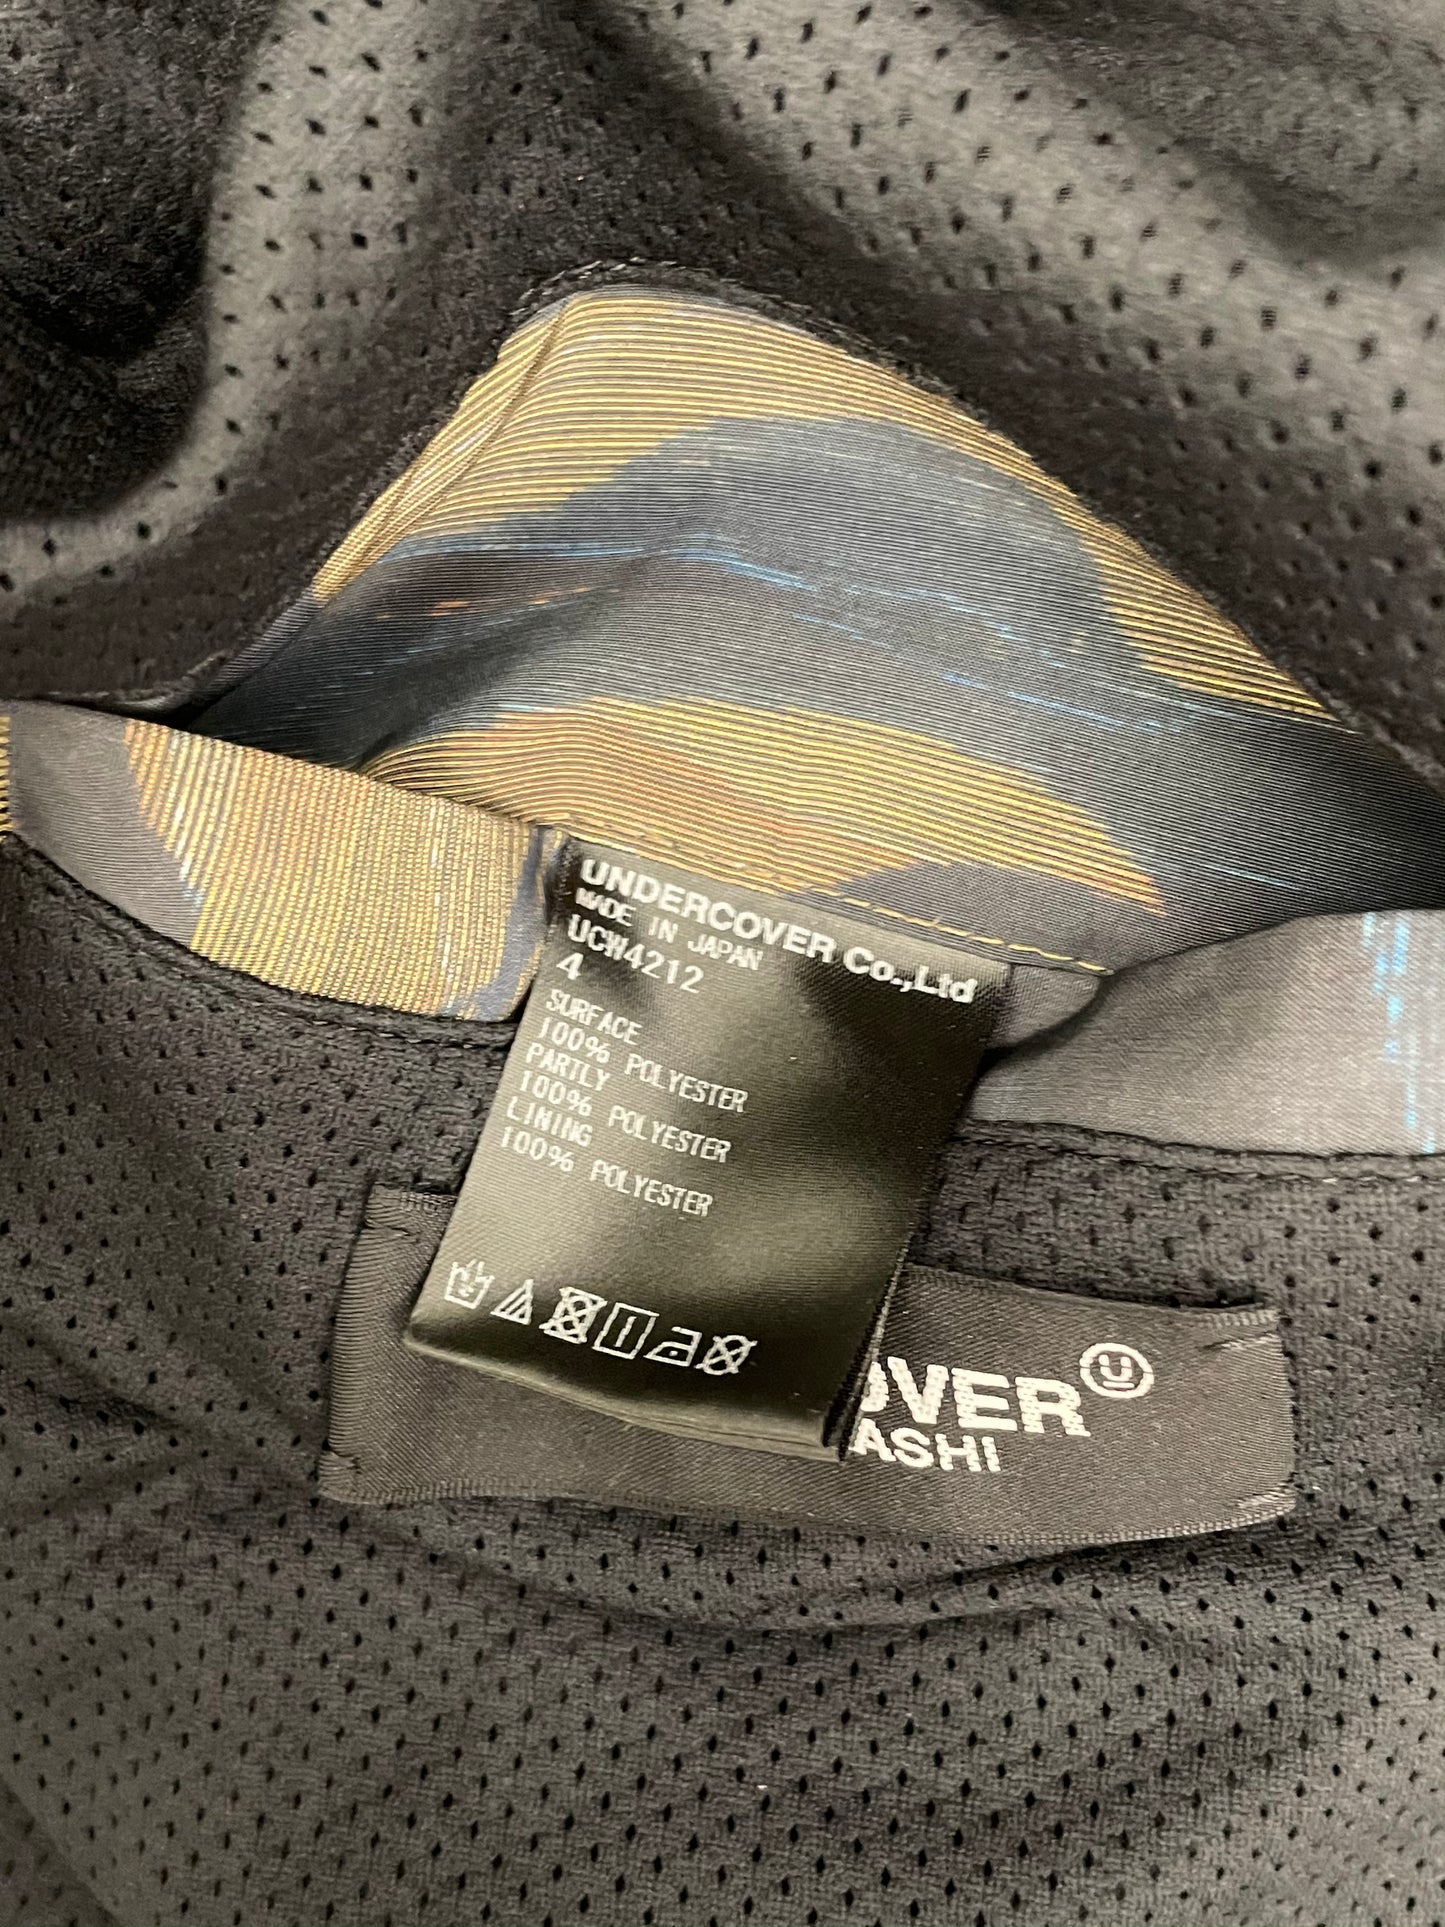 UNDERCOVER Co.,Ltd
MADE IN JAPAN
UCW4212
4
SURFACE
100% POLYESTER
PARTLY
100% POLYESTER
LINING
100% POLYESTER
OVER
U
ASHI